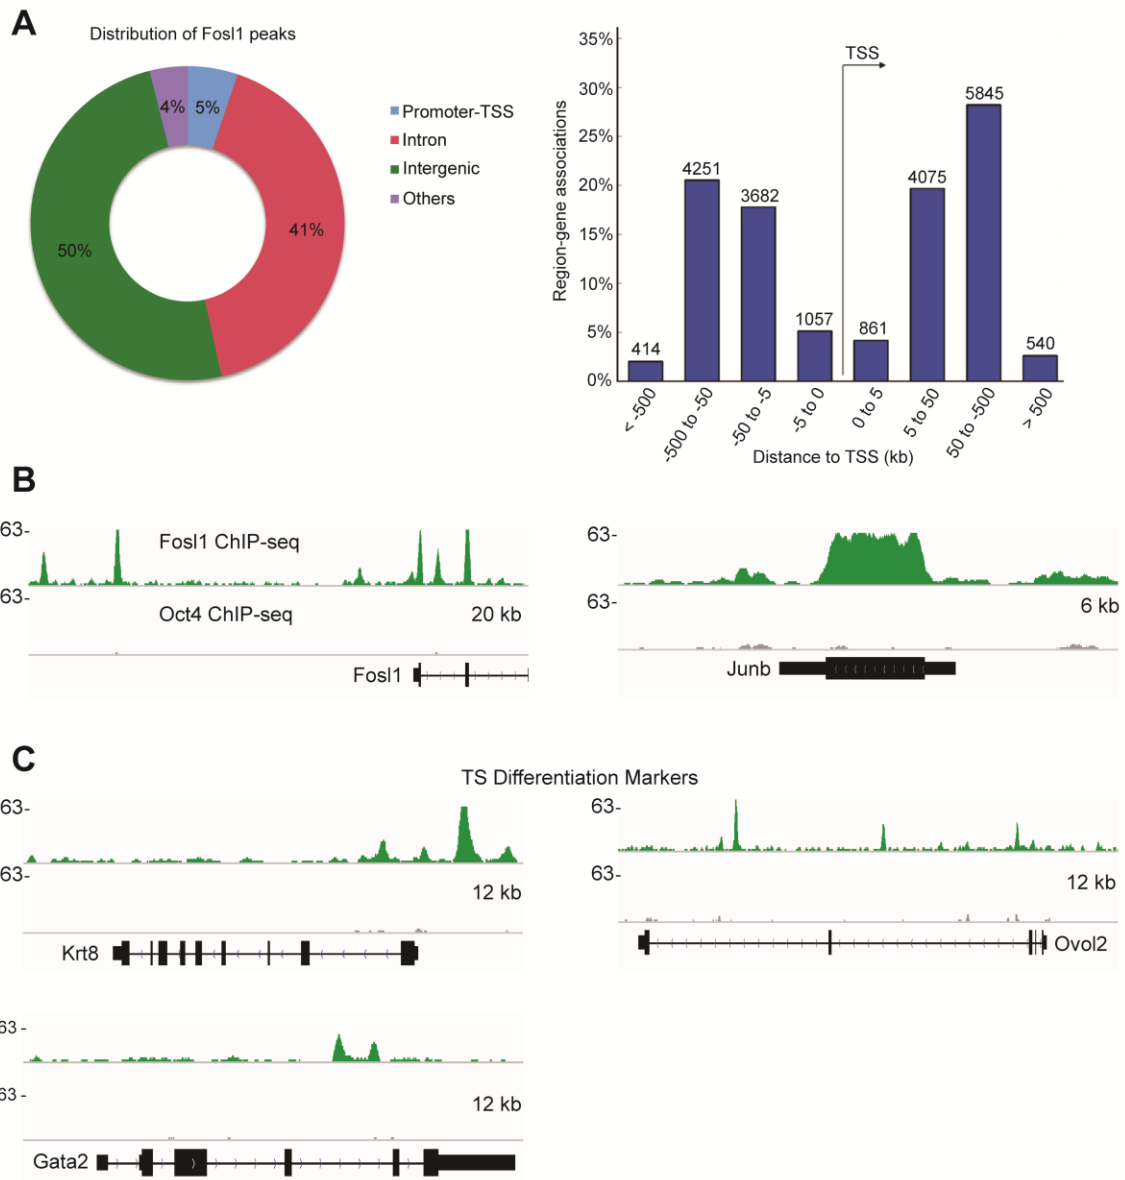 A
Distribution of Fosl1 peaks
4%
5%
50%
41%
Promoter-TSS
Intron
Intergenic
Others
Region-gene associations
35%
30%
25%
20%
15%
10%
5%
0%
TSS
414
4251
3682
1057
861
4075
5845
540
< -500
-500 to -50
-50 to -5
-5 to 0
0 to 5
5 to 50
50 to -500
> 500
Distance to TSS (kb)
B
63-
Fosl1 ChIP-seq
63-
Oct4 ChIP-seq
20 kb
Fosl1
63-
63-
6 kb
Junb
C
TS Differentiation Markers
63-
63-
12 kb
Krt8
63-
63-
12 kb
Ovol2
63 -
63 -
12 kb
Gata2